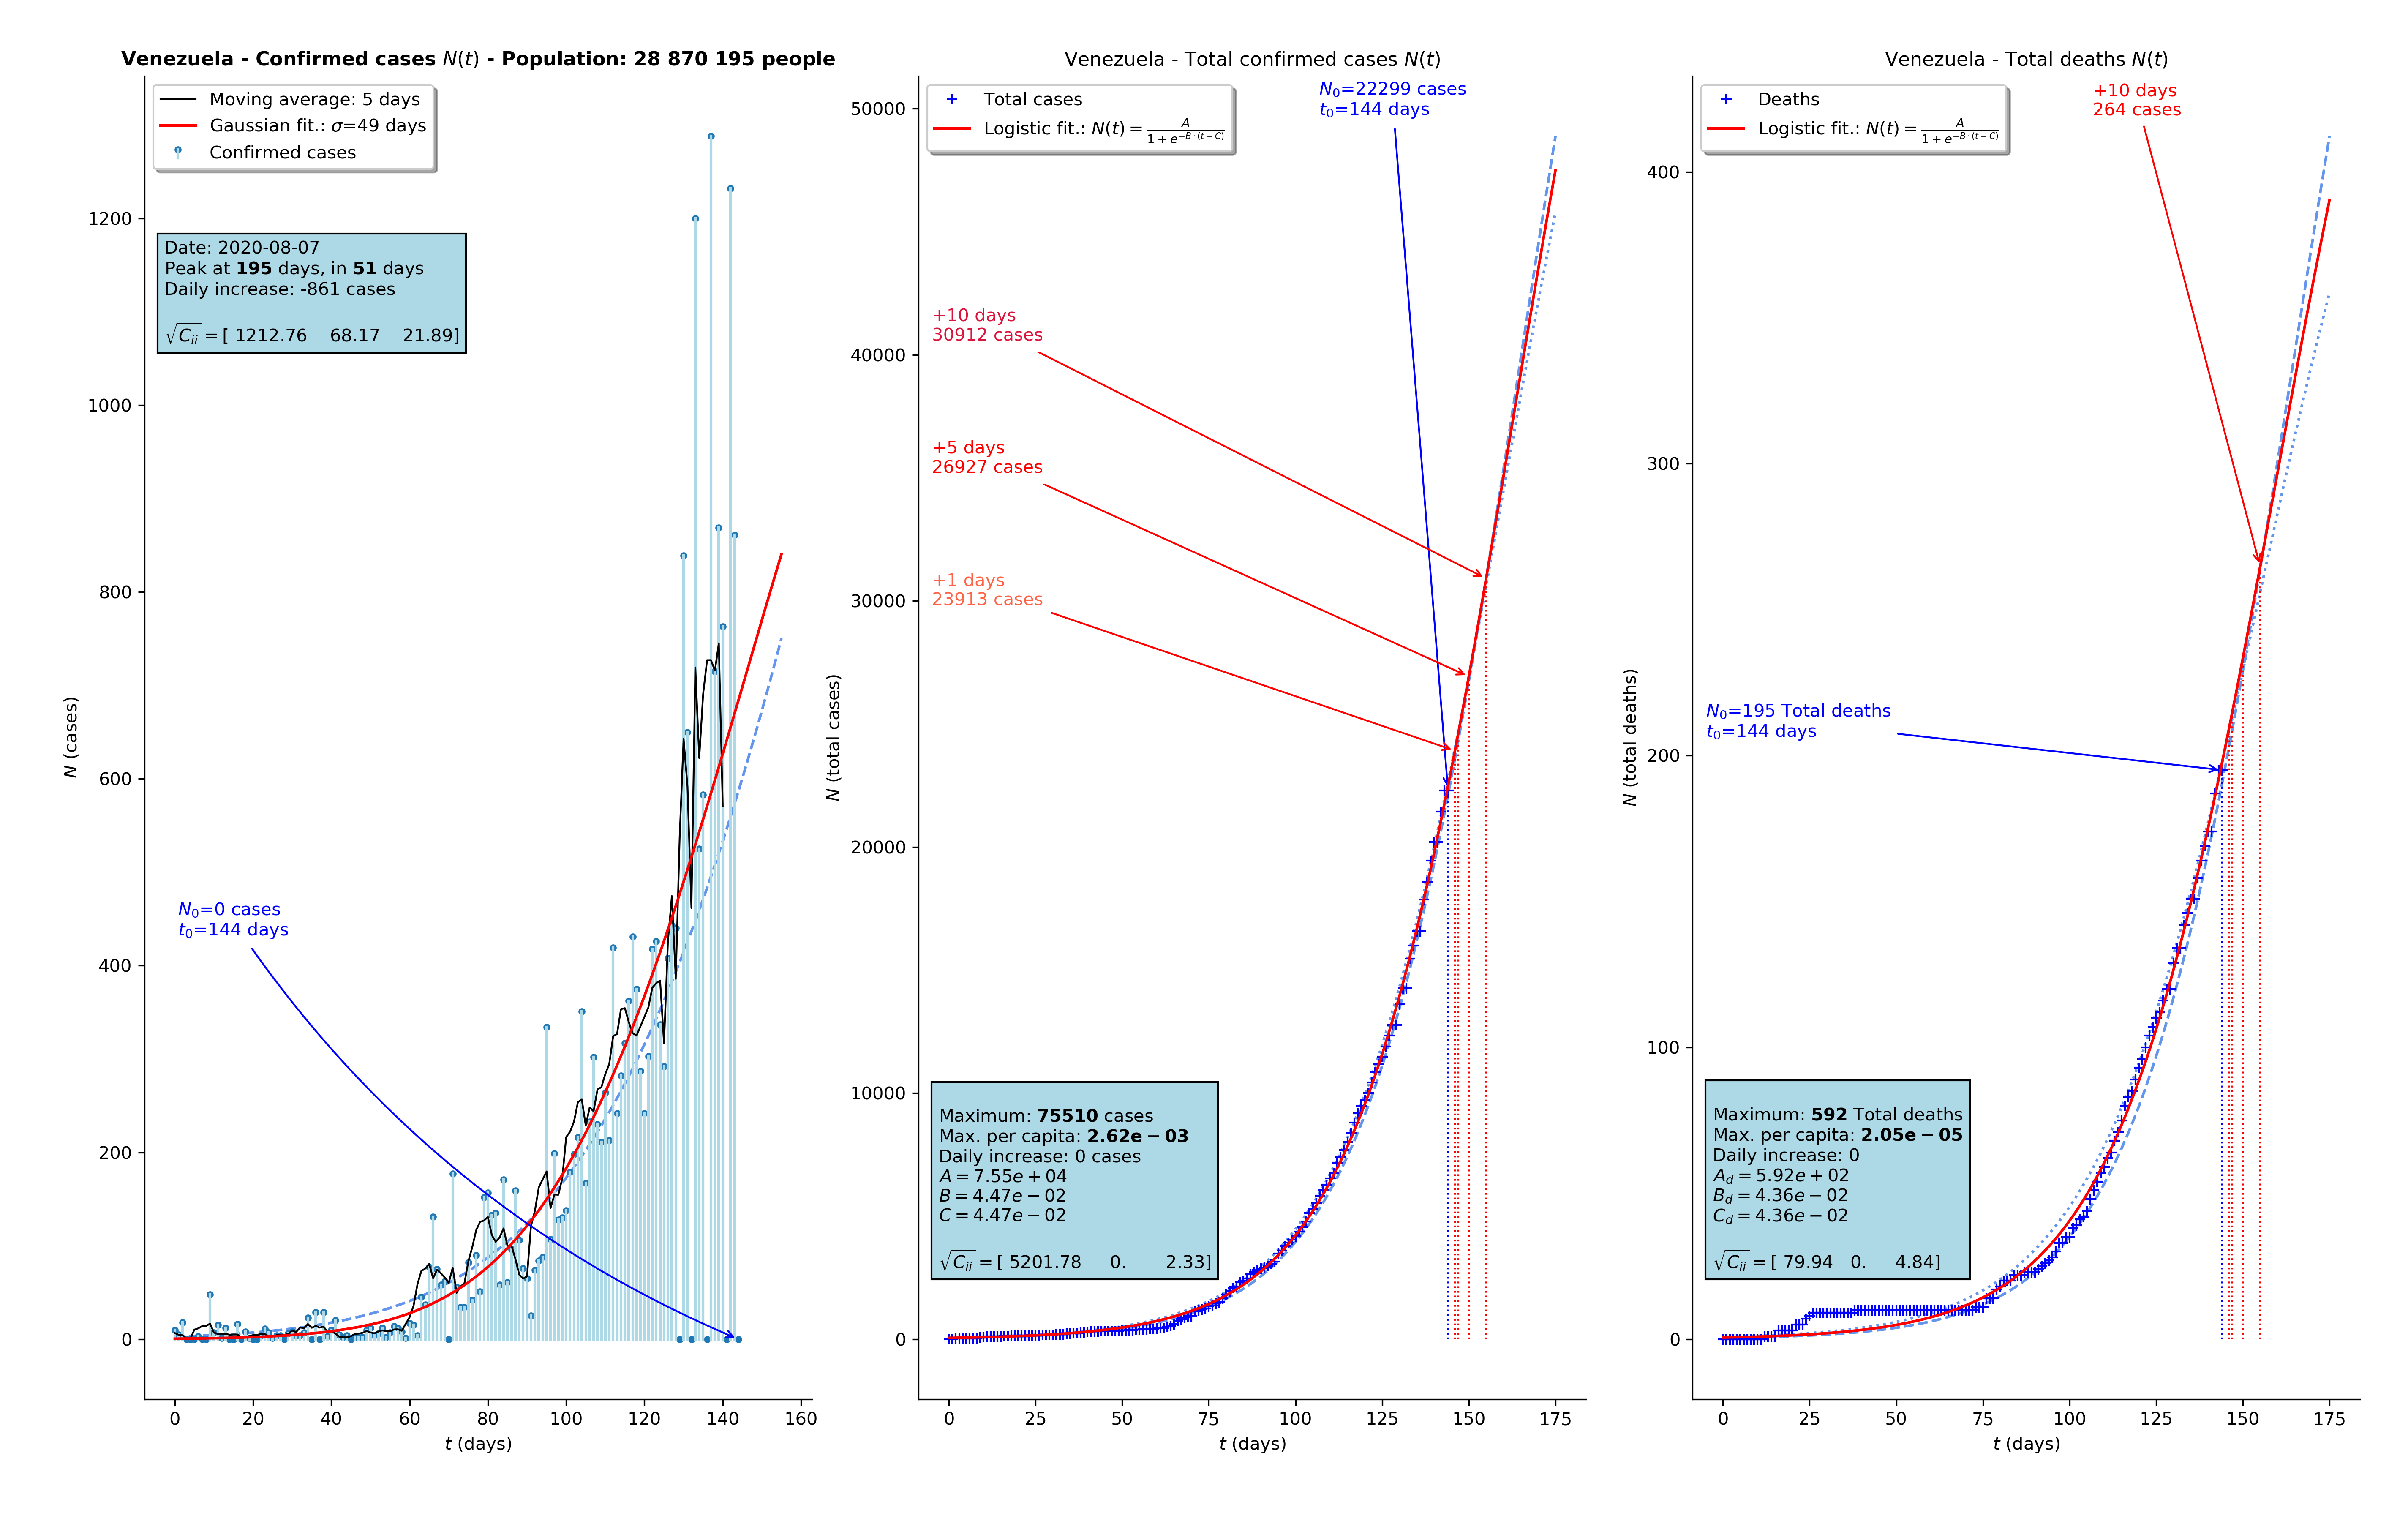 Venezuela - Confirmed cases N(t) - Population: 28 870 195 people
Moving average: 5 days
Gaussian fit.: σ=49 days
Confirmed cases
Date: 2020-08-07
Peak at 195 days, in 51 days
Daily increase: -861 cases
√C_ii = [ 1212.76 68.17 21.89]
N₀=0 cases
t₀=144 days
N (cases)
1200
1000
800
600
400
200
0
0 20 40 60 80 100 120 140 160
t (days)
Venezuela - Total confirmed cases N(t)
Total cases
Logistic fit.: N(t) = A / (1 + e^(−B·(t−C)))
N₀=22299 cases
t₀=144 days
+10 days
30912 cases
+5 days
26927 cases
+1 days
23913 cases
Maximum: 75510 cases
Max. per capita: 2.62e − 03
Daily increase: 0 cases
A = 7.55e + 04
B = 4.47e − 02
C = 4.47e − 02
√C_ii = [ 5201.78 0. 2.33]
N (total cases)
50000
40000
30000
20000
10000
0
0 25 50 75 100 125 150 175
t (days)
Venezuela - Total deaths N(t)
Deaths
Logistic fit.: N(t) = A / (1 + e^(−B·(t−C)))
+10 days
264 cases
N₀=195 Total deaths
t₀=144 days
Maximum: 592 Total deaths
Max. per capita: 2.05e − 05
Daily increase: 0
A_d = 5.92e + 02
B_d = 4.36e − 02
C_d = 4.36e − 02
√C_ii = [ 79.94 0. 4.84]
N (total deaths)
400
300
200
100
0
0 25 50 75 100 125 150 175
t (days)